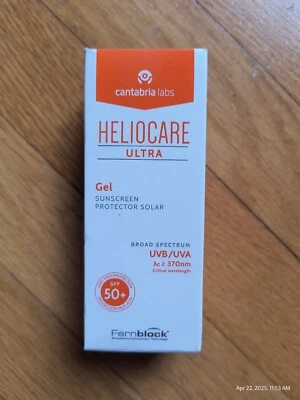 cantabria labs
HELIOCARE
ULTRA
Gel
SUNSCREEN
PROTECTOR SOLAR
BROAD SPECTRUM
UVB/UVA
λc ≥ 370nm
Critical wavelength
SPF
50+
Fernblock®
Apr 22, 2025, 11:53 AM